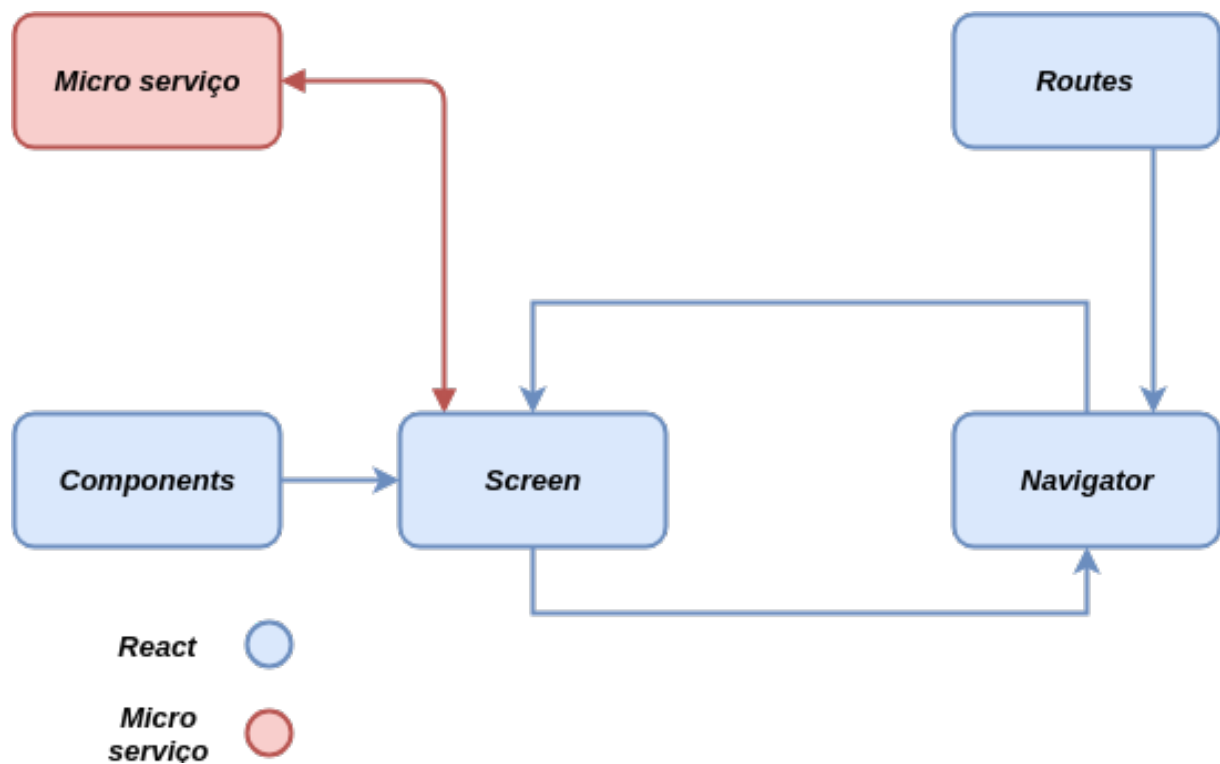 Micro serviço
Routes
Components
Screen
Navigator
React
Micro
serviço